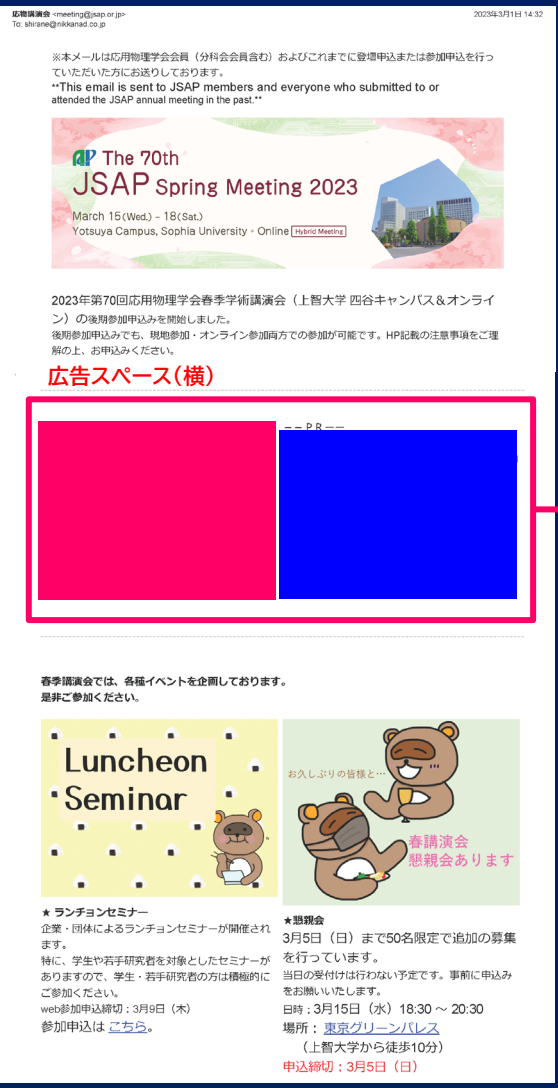 応物講演会 <meeting@jsap.or.jp>
2023年3月1日 14:32
To: shirane@nikkanad.co.jp
※本メールは応用物理学会会員（分科会会員含む）およびこれまでに登壇申込または参加申込を行っ
ていただいた方にお送りしております。
**This email is sent to JSAP members and everyone who submitted to or
attended the JSAP annual meeting in the past.**
The 70th
JSAP Spring Meeting 2023
March 15(Wed.) – 18(Sat.)
Yotsuya Campus, Sophia University・Online Hybrid Meeting
2023年第70回応用物理学会春季学術講演会（上智大学 四谷キャンパス＆オンライ
ン）の後期参加申込みを開始しました。
後期参加申込みでも、現地参加・オンライン参加両方での参加が可能です。HP記載の注意事項をご理
解の上、お申込みください。
広告スペース（横）
――ＰＲ――
春季講演会では、各種イベントを企画しております。
是非ご参加ください。
Luncheon
Seminar
お久しぶりの皆様と…
春講演会
懇親会あります
★ ランチョンセミナー
企業・団体によるランチョンセミナーが開催され
ます。
特に、学生や若手研究者を対象としたセミナーが
ありますので、学生・若手研究者の方は積極的に
ご参加ください。
web参加申込締切：3月9日（木）
参加申込は こちら。
★懇親会
3月5日（日）まで50名限定で追加の募集
を行っています。
当日の受付けは行わない予定です。事前に申込み
をお願いいたします。
日時：3月15日（水）18:30 ～ 20:30
場所： 東京グリーンパレス
（上智大学から徒歩10分）
申込締切：3月5日（日）